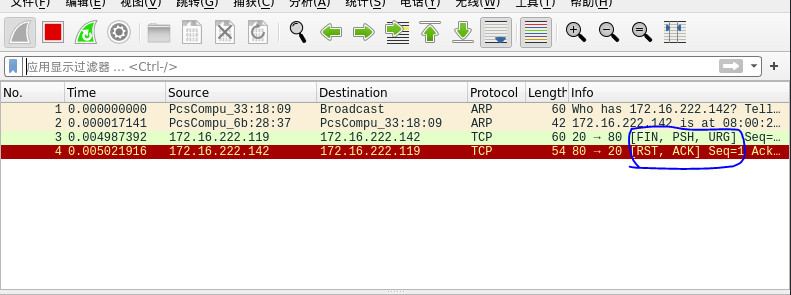 文件(F) 编辑(E) 视图(V) 跳转(G) 捕获(C) 分析(A) 统计(S) 电话(Y) 无线(W) 工具(T) 帮助(H)
应用显示过滤器 … <Ctrl-/>
No. Time Source Destination Protocol Length Info
1 0.000000000 PcsCompu_33:18:09 Broadcast ARP 60 Who has 172.16.222.142? Tell…
2 0.000017141 PcsCompu_6b:28:37 PcsCompu_33:18:09 ARP 42 172.16.222.142 is at 08:00:2…
3 0.004987392 172.16.222.119 172.16.222.142 TCP 60 20 → 80 [FIN, PSH, URG] Seq=…
4 0.005021916 172.16.222.142 172.16.222.119 TCP 54 80 → 20 [RST, ACK] Seq=1 Ack…